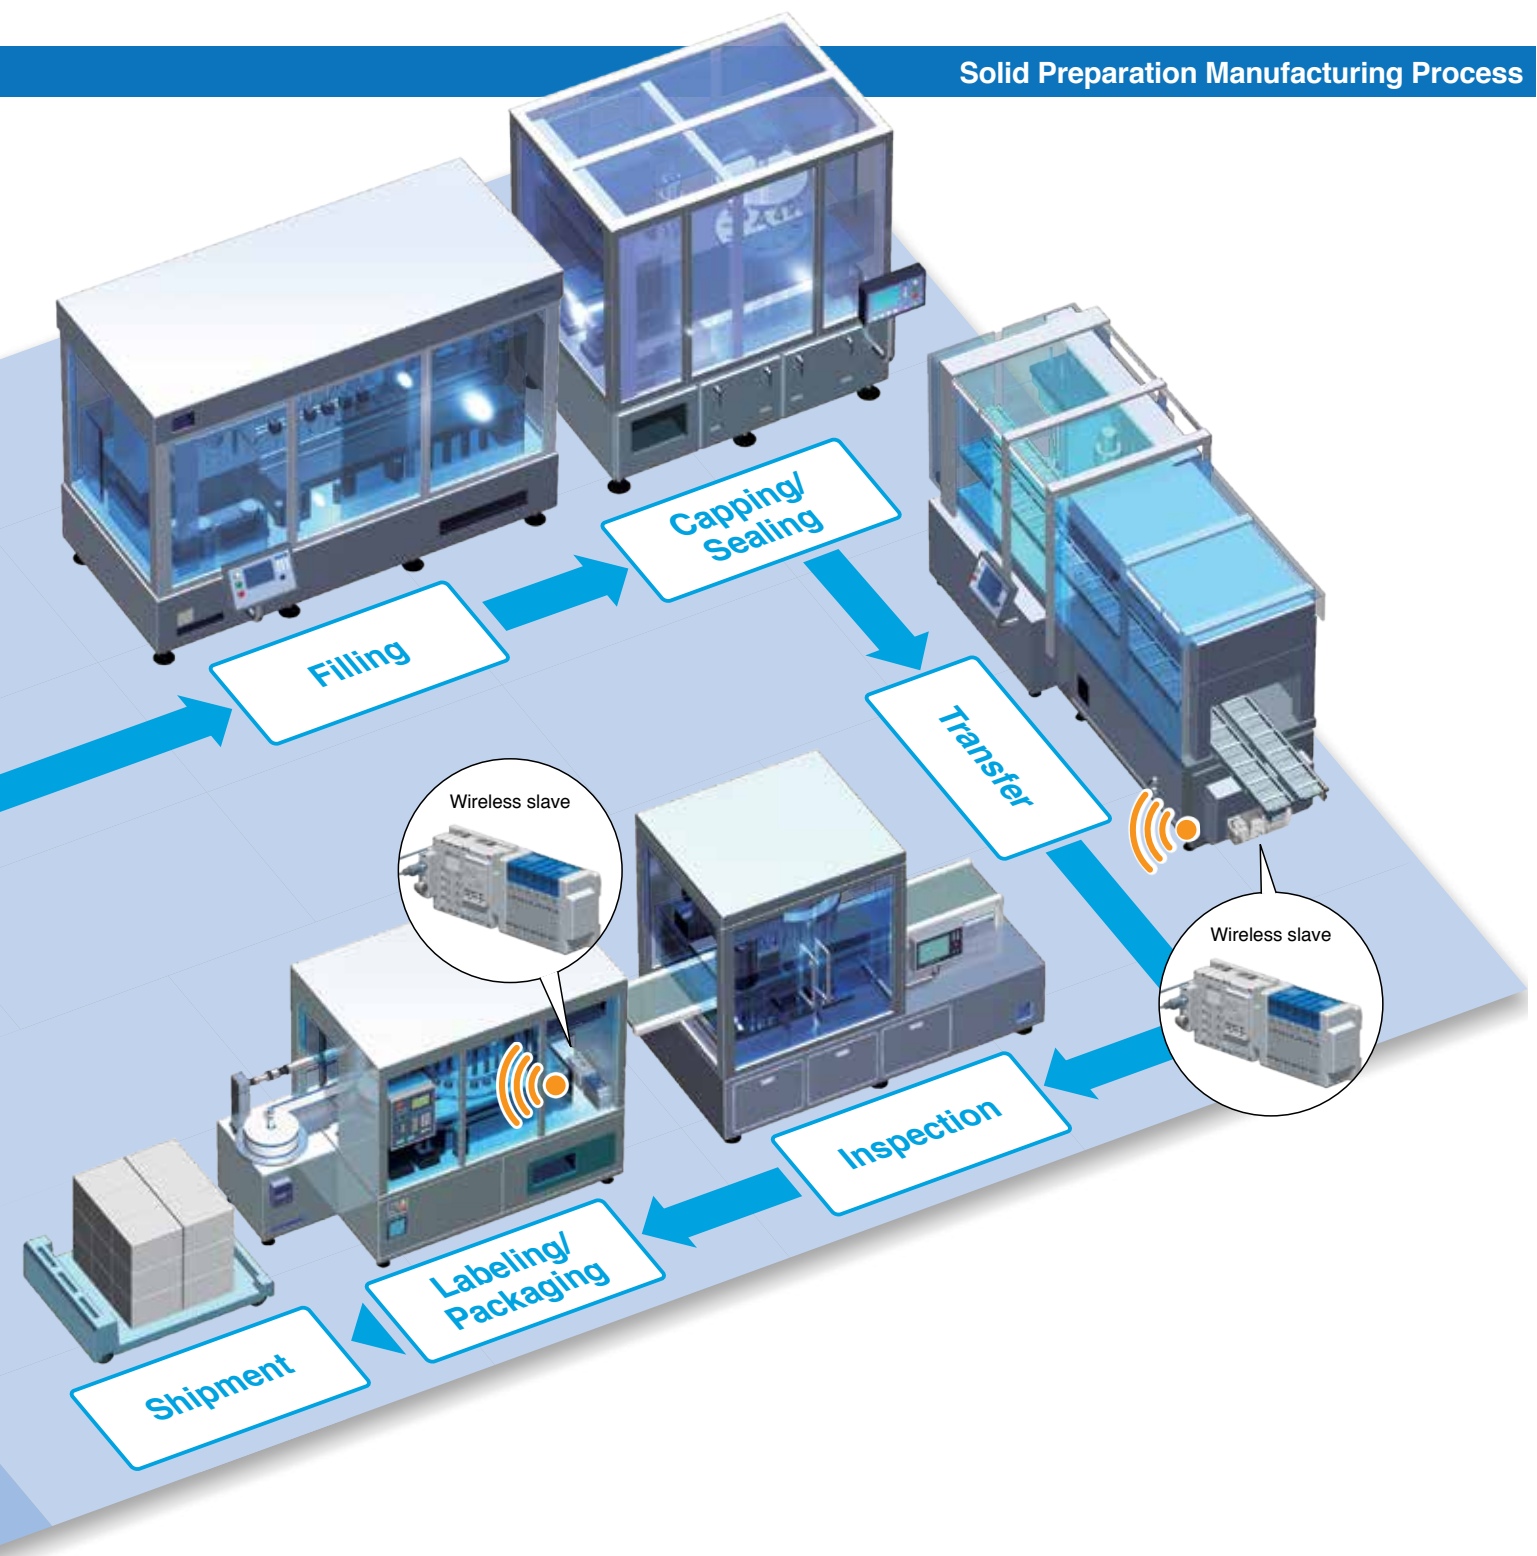 Solid Preparation Manufacturing Process
Capping/
Sealing
Filling
Transfer
Wireless slave
Wireless slave
Inspection
Labeling/
Packaging
Shipment